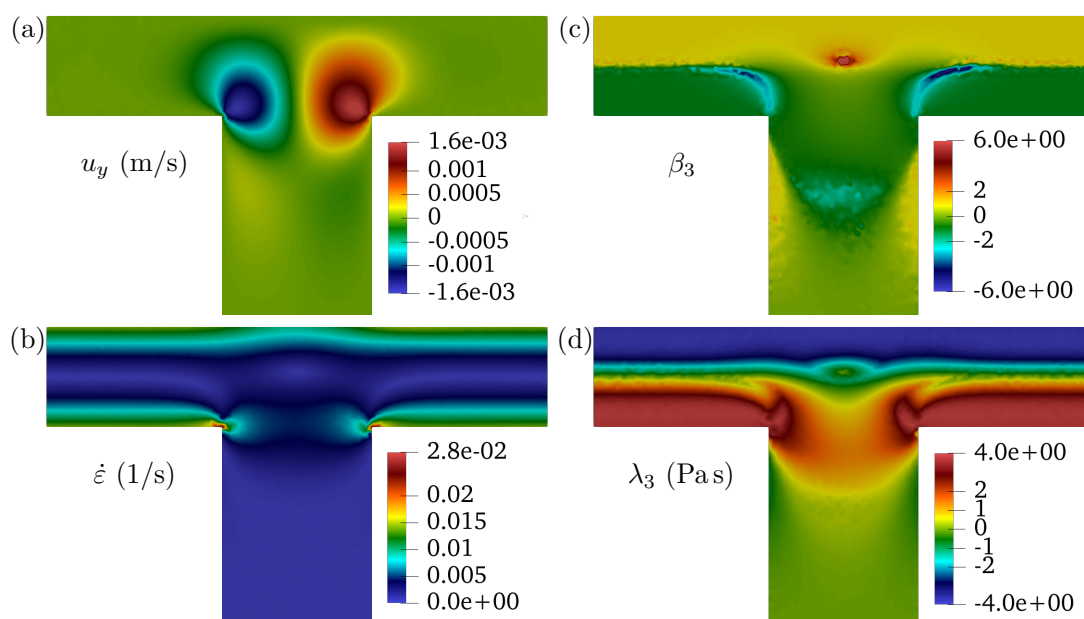 (a)
u_y (m/s)
1.6e-03
0.001
0.0005
0
-0.0005
-0.001
-1.6e-03
(c)
β₃
6.0e+00
2
0
-2
-6.0e+00
(b)
ε̇ (1/s)
2.8e-02
0.02
0.015
0.01
0.005
0.0e+00
(d)
λ₃ (Pa s)
4.0e+00
2
1
0
-1
-2
-4.0e+00